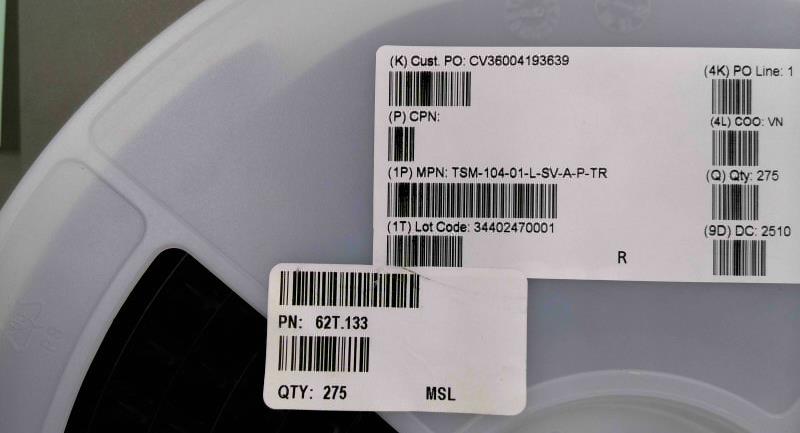 (K) Cust. PO: CV36004193639
(4K) PO Line: 1
(P) CPN:
(4L) COO: VN
(1P) MPN: TSM-104-01-L-SV-A-P-TR
(Q) Qty: 275
(1T) Lot Code: 34402470001
(9D) DC: 2510
R
PN: 62T.133
QTY: 275 MSL